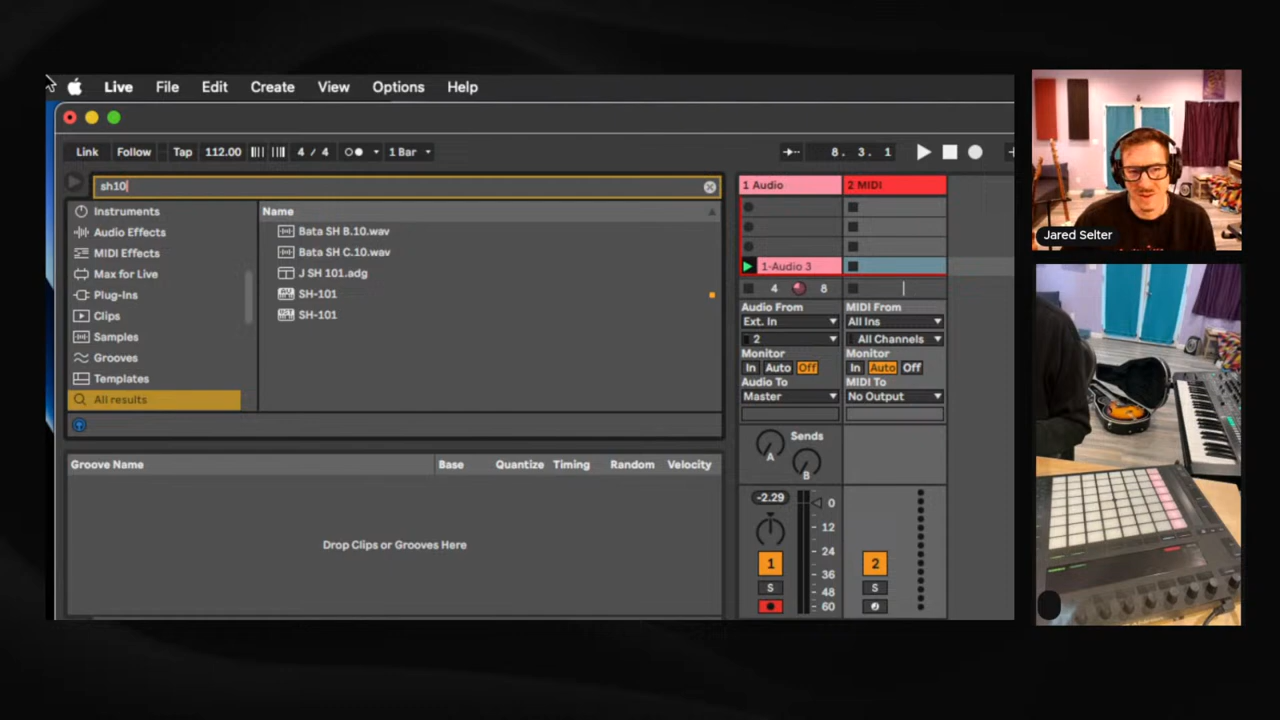 Live File Edit Create View Options Help
Link Follow Tap 112.00 4 / 4 1 Bar 8. 3. 1
sh10
Instruments
Audio Effects
MIDI Effects
Max for Live
Plug-Ins
Clips
Samples
Grooves
Templates
All results
Name
Bata SH B.10.wav
Bata SH C.10.wav
J SH 101.adg
SH-101
SH-101
Groove Name Base Quantize Timing Random Velocity
Drop Clips or Grooves Here
1 Audio 2 MIDI
1-Audio 3
4 8
Audio From MIDI From
Ext. In All Ins
2 All Channels
Monitor Monitor
In Auto Off In Auto Off
Audio To MIDI To
Master No Output
Sends
A B
-2.29 0
12
24
36
48
60
1 2
S S
Jared Selter